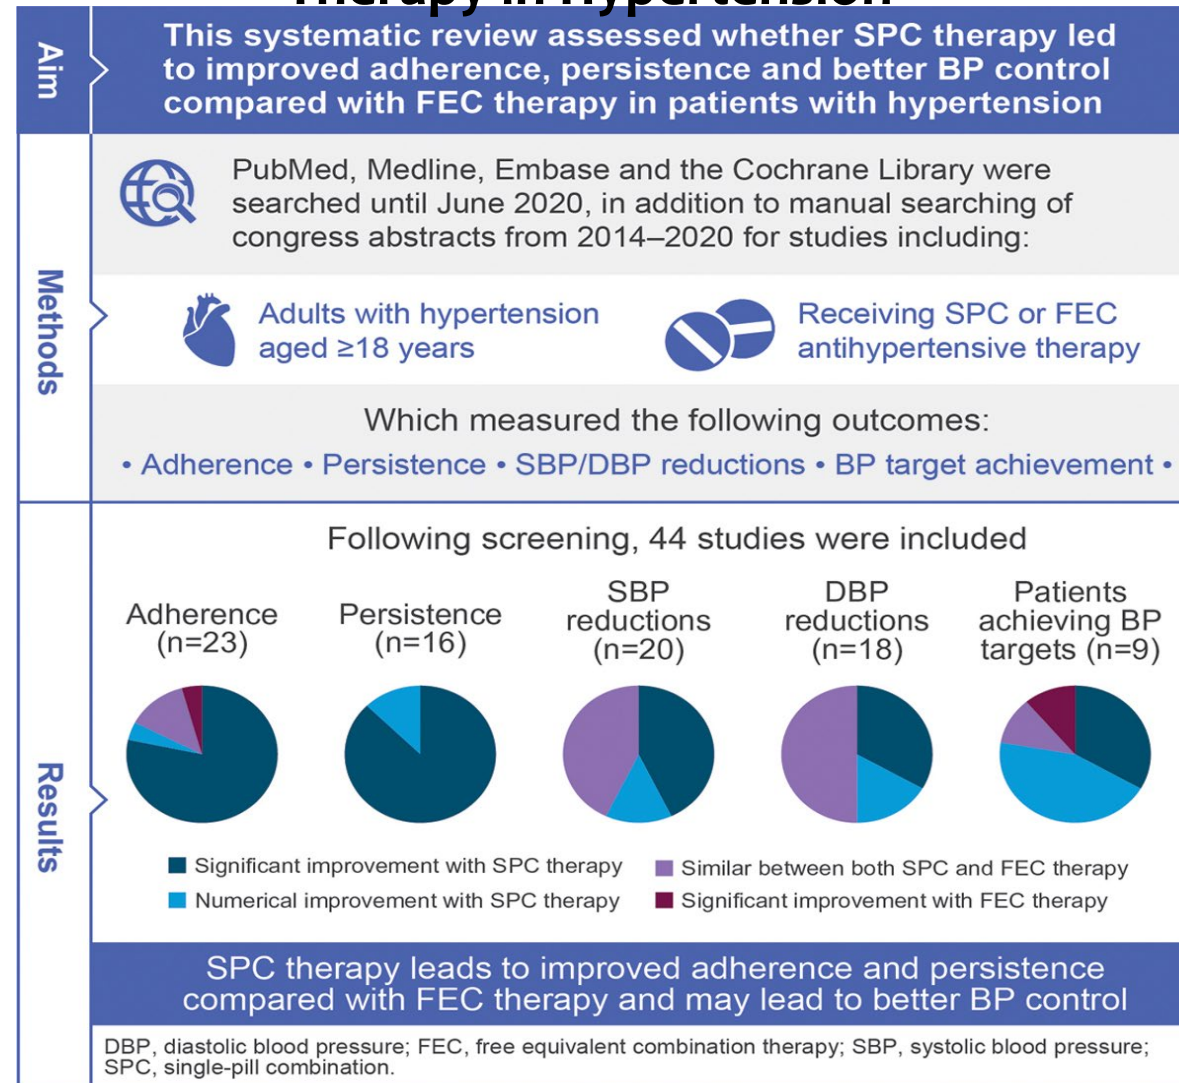 Therapy in Hypertension
Aim
This systematic review assessed whether SPC therapy led
to improved adherence, persistence and better BP control
compared with FEC therapy in patients with hypertension
Methods
PubMed, Medline, Embase and the Cochrane Library were
searched until June 2020, in addition to manual searching of
congress abstracts from 2014–2020 for studies including:
Adults with hypertension
aged ≥18 years
Receiving SPC or FEC
antihypertensive therapy
Which measured the following outcomes:
• Adherence • Persistence • SBP/DBP reductions • BP target achievement •
Results
Following screening, 44 studies were included
Adherence
(n=23)
Persistence
(n=16)
SBP
reductions
(n=20)
DBP
reductions
(n=18)
Patients
achieving BP
targets (n=9)
Significant improvement with SPC therapy
Numerical improvement with SPC therapy
Similar between both SPC and FEC therapy
Significant improvement with FEC therapy
SPC therapy leads to improved adherence and persistence
compared with FEC therapy and may lead to better BP control
DBP, diastolic blood pressure; FEC, free equivalent combination therapy; SBP, systolic blood pressure;
SPC, single-pill combination.